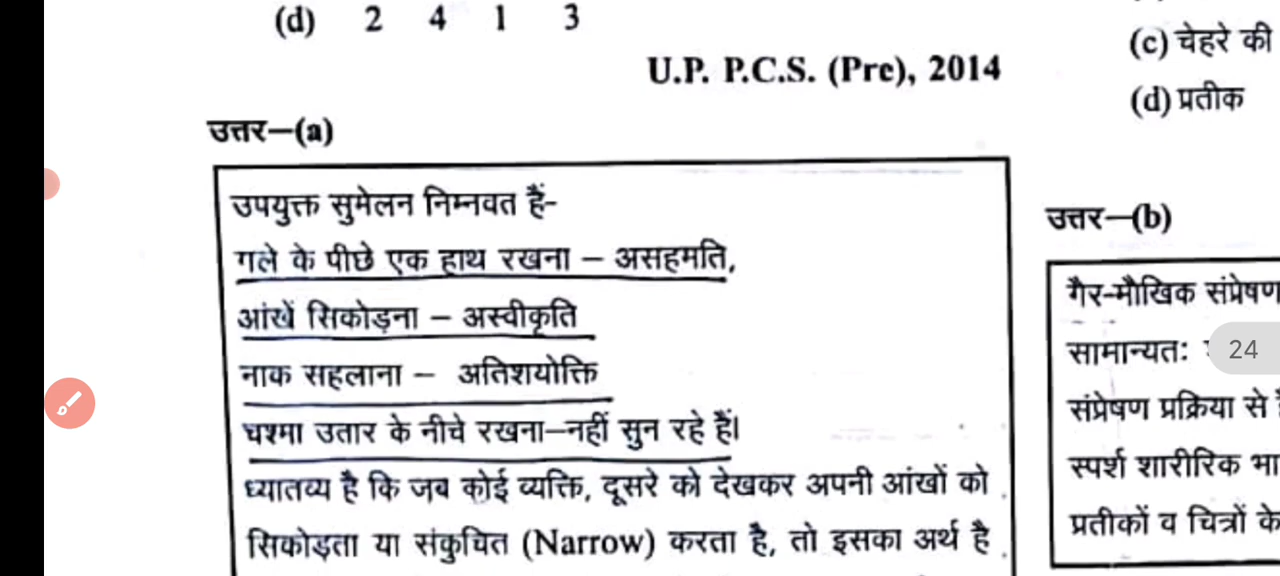 (d) 2 4 1 3
U.P. P.C.S. (Pre), 2014
उत्तर–(a)
उपयुक्त सुमेलन निम्नवत हैं-
गले के पीछे एक हाथ रखना – असहमति,
आंखें सिकोड़ना – अस्वीकृति
नाक सहलाना – अतिशयोक्ति
चश्मा उतार के नीचे रखना–नहीं सुन रहे हैं।
ध्यातव्य है कि जब कोई व्यक्ति, दूसरे को देखकर अपनी आंखों को
सिकोड़ता या संकुचित (Narrow) करता है, तो इसका अर्थ है
(c) चेहरे की
(d) प्रतीक
उत्तर–(b)
गैर-मौखिक संप्रेषण
सामान्यतः
24
संप्रेषण प्रक्रिया से
स्पर्श शारीरिक
प्रतीकों व चित्रों के